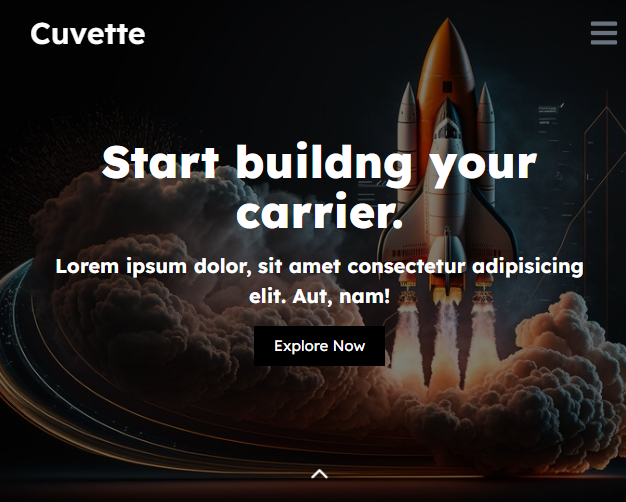 Cuvette
Start buildng your
carrier.
Lorem ipsum dolor, sit amet consectetur adipisicing
elit. Aut, nam!
Explore Now